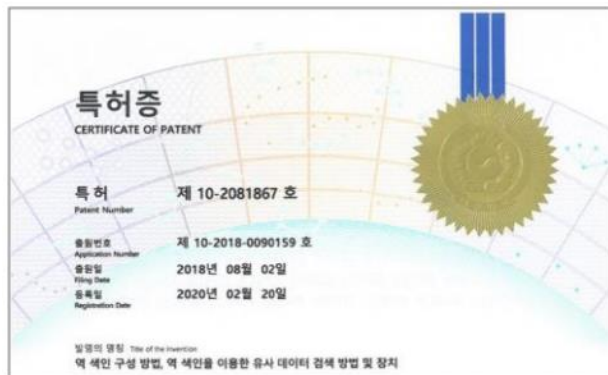 특허증
CERTIFICATE OF PATENT
특허 제 10-2081867 호
Patent Number
출원번호 제 10-2018-0090159 호
Application Number
출원일 2018년 08월 02일
Filing Date
등록일 2020년 02월 20일
Registration Date
발명의 명칭 Title of the Invention
역 색인 구성 방법, 역 색인을 이용한 유사 데이터 검색 방법 및 장치